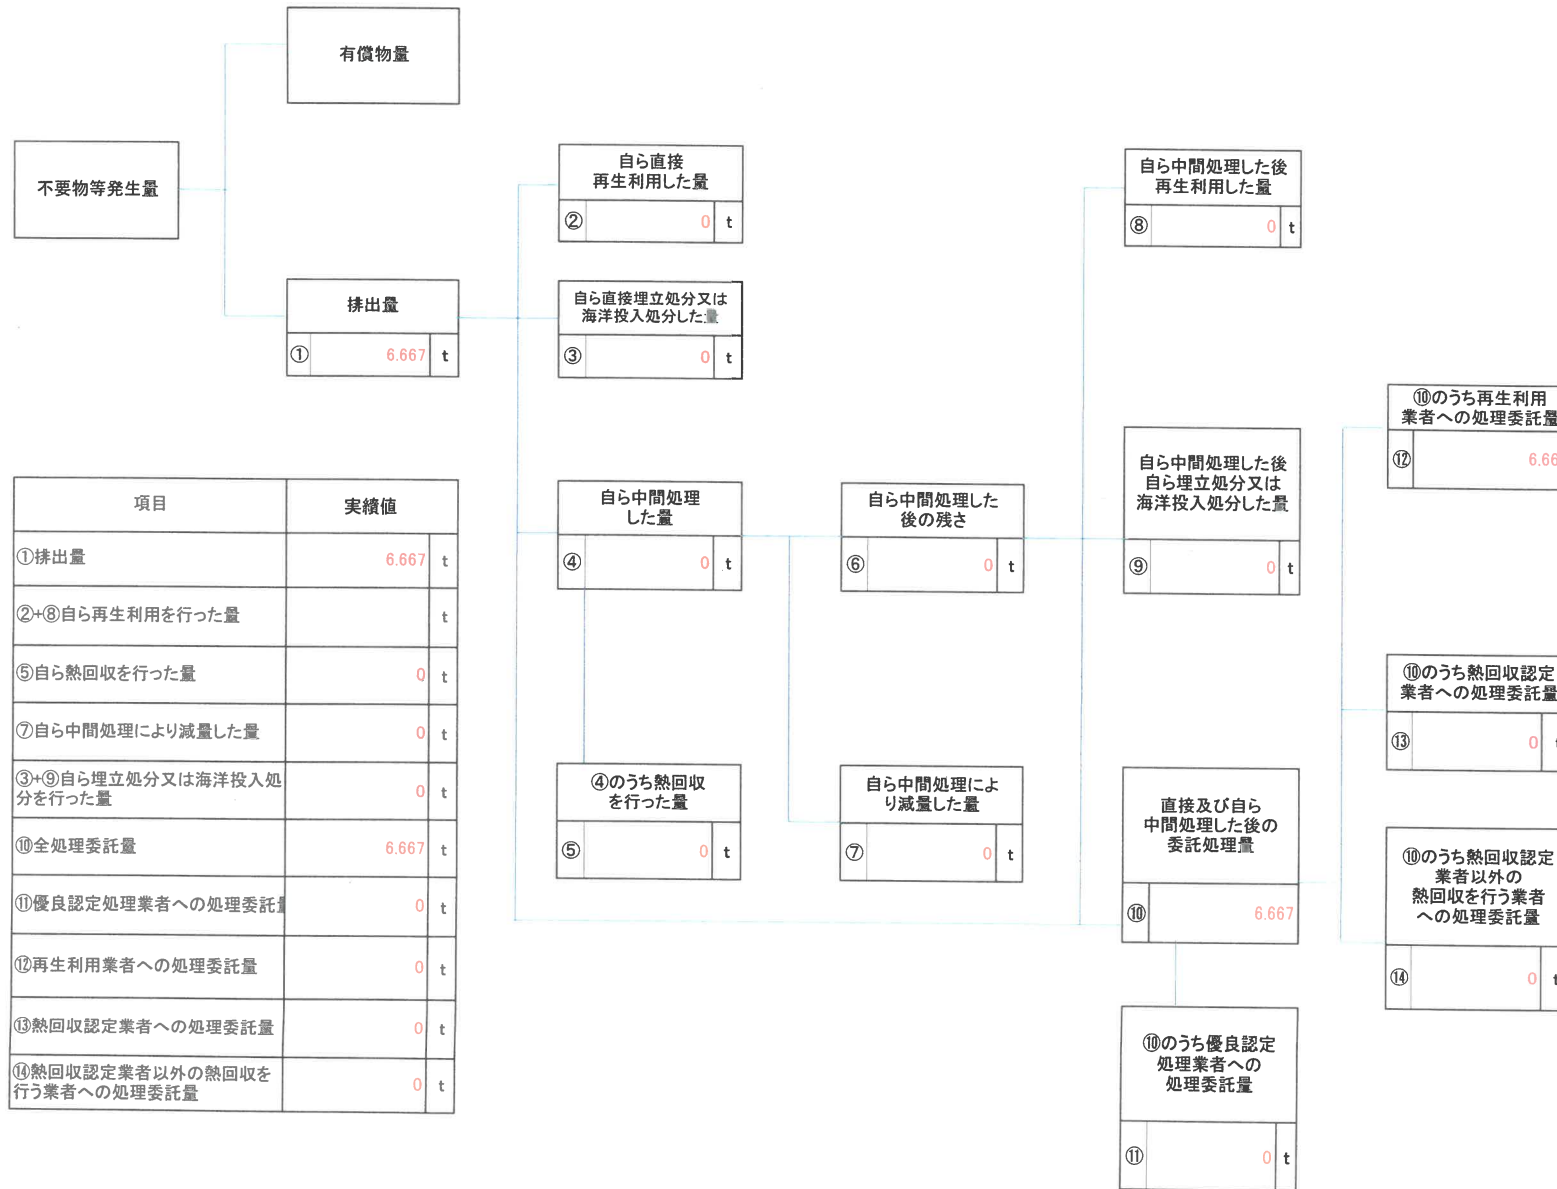 有償物量
不要物等発生量
排出量
① 6.667 t
自ら直接
再生利用した量
② 0 t
自ら直接埋立処分又は
海洋投入処分した量
③ 0 t
自ら中間処理
した量
④ 0 t
④のうち熱回収
を行った量
⑤ 0 t
自ら中間処理した
後の残さ
⑥ 0 t
自ら中間処理によ
り減量した量
⑦ 0 t
自ら中間処理した後
再生利用した量
⑧ 0 t
自ら中間処理した後
自ら埋立処分又は
海洋投入処分した量
⑨ 0 t
直接及び自ら
中間処理した後の
委託処理量
⑩ 6.667
⑩のうち優良認定
処理業者への
処理委託量
⑪ 0 t
⑩のうち再生利用
業者への処理委託量
⑫ 6.66
⑩のうち熱回収認定
業者への処理委託量
⑬ 0 t
⑩のうち熱回収認定
業者以外の
熱回収を行う業者
への処理委託量
⑭ 0 t
項目 実績値
①排出量 6.667 t
②+⑧自ら再生利用を行った量 t
⑤自ら熱回収を行った量 0 t
⑦自ら中間処理により減量した量 0 t
③+⑨自ら埋立処分又は海洋投入処
分を行った量 0 t
⑩全処理委託量 6.667 t
⑪優良認定処理業者への処理委託量 0 t
⑫再生利用業者への処理委託量 0 t
⑬熱回収認定業者への処理委託量 0 t
⑭熱回収認定業者以外の熱回収を
行う業者への処理委託量 0 t